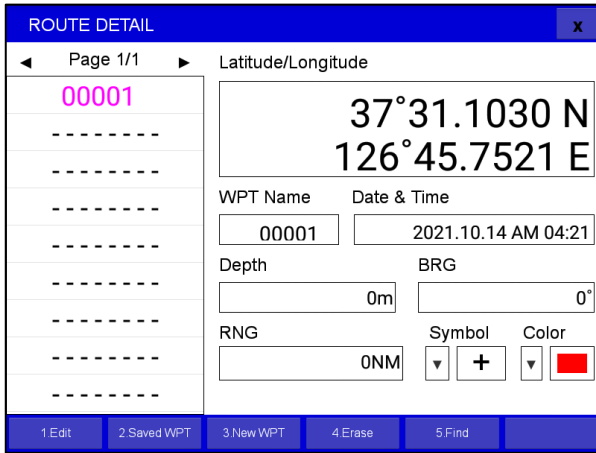 ROUTE DETAIL
x
◄ Page 1/1 ►
00001
- - - - - - - -
- - - - - - - -
- - - - - - - -
- - - - - - - -
- - - - - - - -
- - - - - - - -
- - - - - - - -
- - - - - - - -
Latitude/Longitude
37°31.1030 N
126°45.7521 E
WPT Name Date & Time
00001 2021.10.14 AM 04:21
Depth BRG
0m 0°
RNG Symbol Color
0NM ▼ + ▼
1.Edit 2.Saved WPT 3.New WPT 4.Erase 5.Find